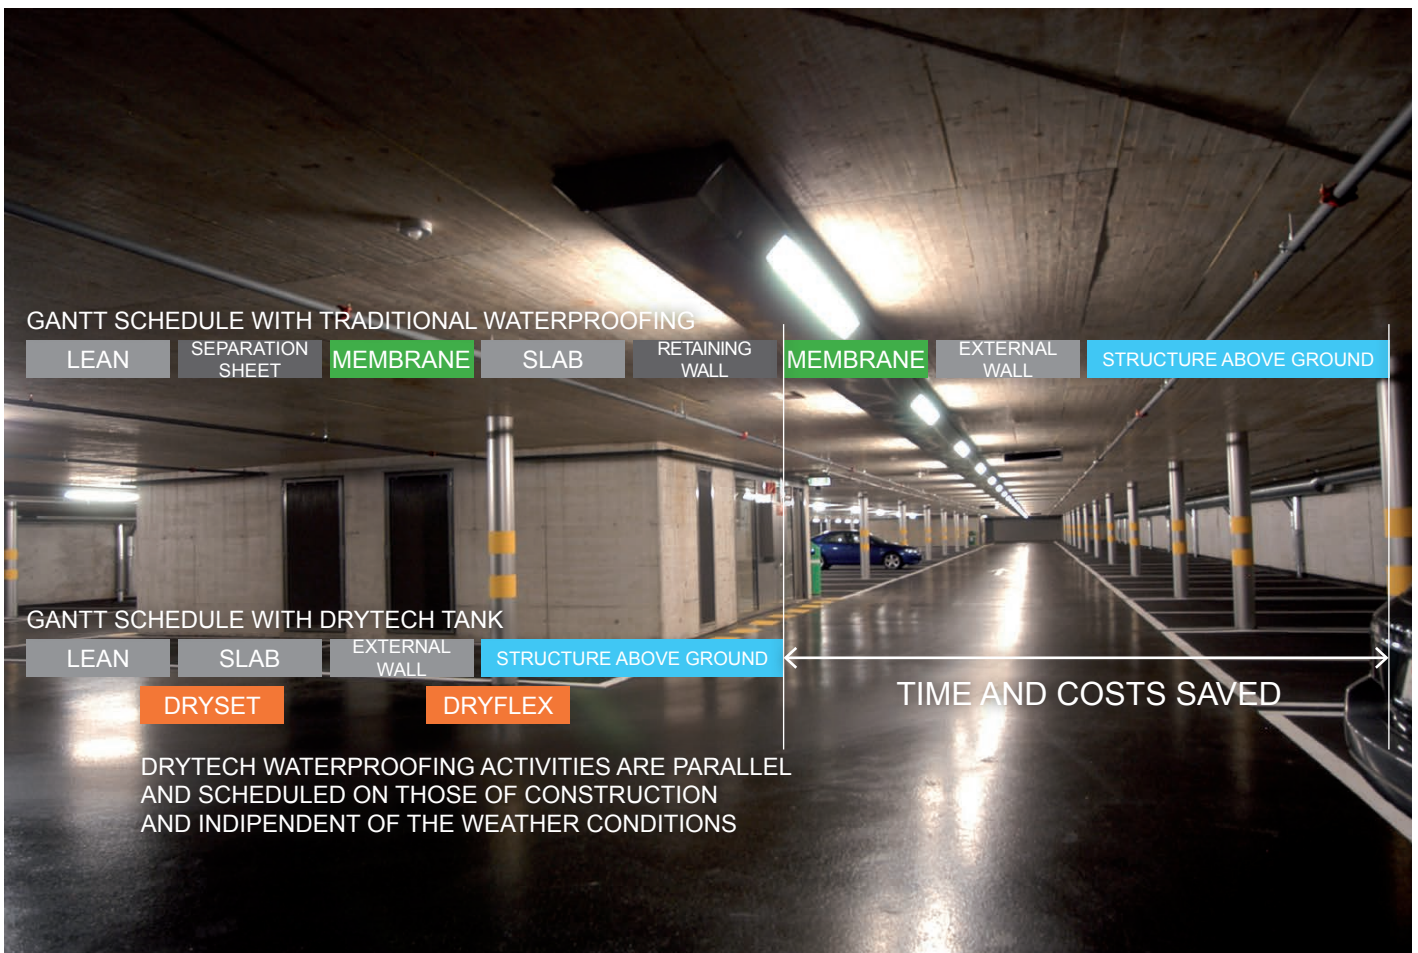 GANTT SCHEDULE WITH TRADITIONAL WATERPROOFING
LEAN
SEPARATION
SHEET
MEMBRANE
SLAB
RETAINING
WALL
MEMBRANE
EXTERNAL
WALL
STRUCTURE ABOVE GROUND
GANTT SCHEDULE WITH DRYTECH TANK
LEAN
SLAB
EXTERNAL
WALL
STRUCTURE ABOVE GROUND
DRYSET
DRYFLEX
TIME AND COSTS SAVED
DRYTECH WATERPROOFING ACTIVITIES ARE PARALLEL
AND SCHEDULED ON THOSE OF CONSTRUCTION
AND INDIPENDENT OF THE WEATHER CONDITIONS